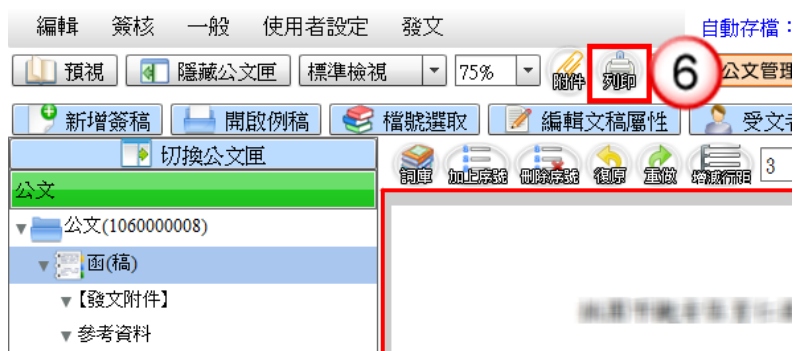 編輯 簽核 一般 使用者設定 發文 自動存檔：
預視 隱藏公文匣 標準檢視 75% 附件 列印 6 公文管理
新增簽稿 開啟例稿 檔號選取 編輯文稿屬性 受文者
切換公文匣 詞庫 加上序號 刪除序號 復原 重做 增減行距 3
公文
公文(1060000008)
函(稿)
【發文附件】
參考資料